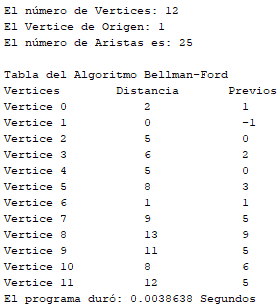 El número de Vertices: 12
El Vertice de Origen: 1
El número de Aristas es: 25
Tabla del Algoritmo Bellman-Ford
Vertices Distancia Previos
Vertice 0 2 1
Vertice 1 0 -1
Vertice 2 5 0
Vertice 3 6 2
Vertice 4 5 0
Vertice 5 8 3
Vertice 6 1 1
Vertice 7 9 5
Vertice 8 13 9
Vertice 9 11 5
Vertice 10 8 6
Vertice 11 12 5
El programa duró: 0.0038638 Segundos